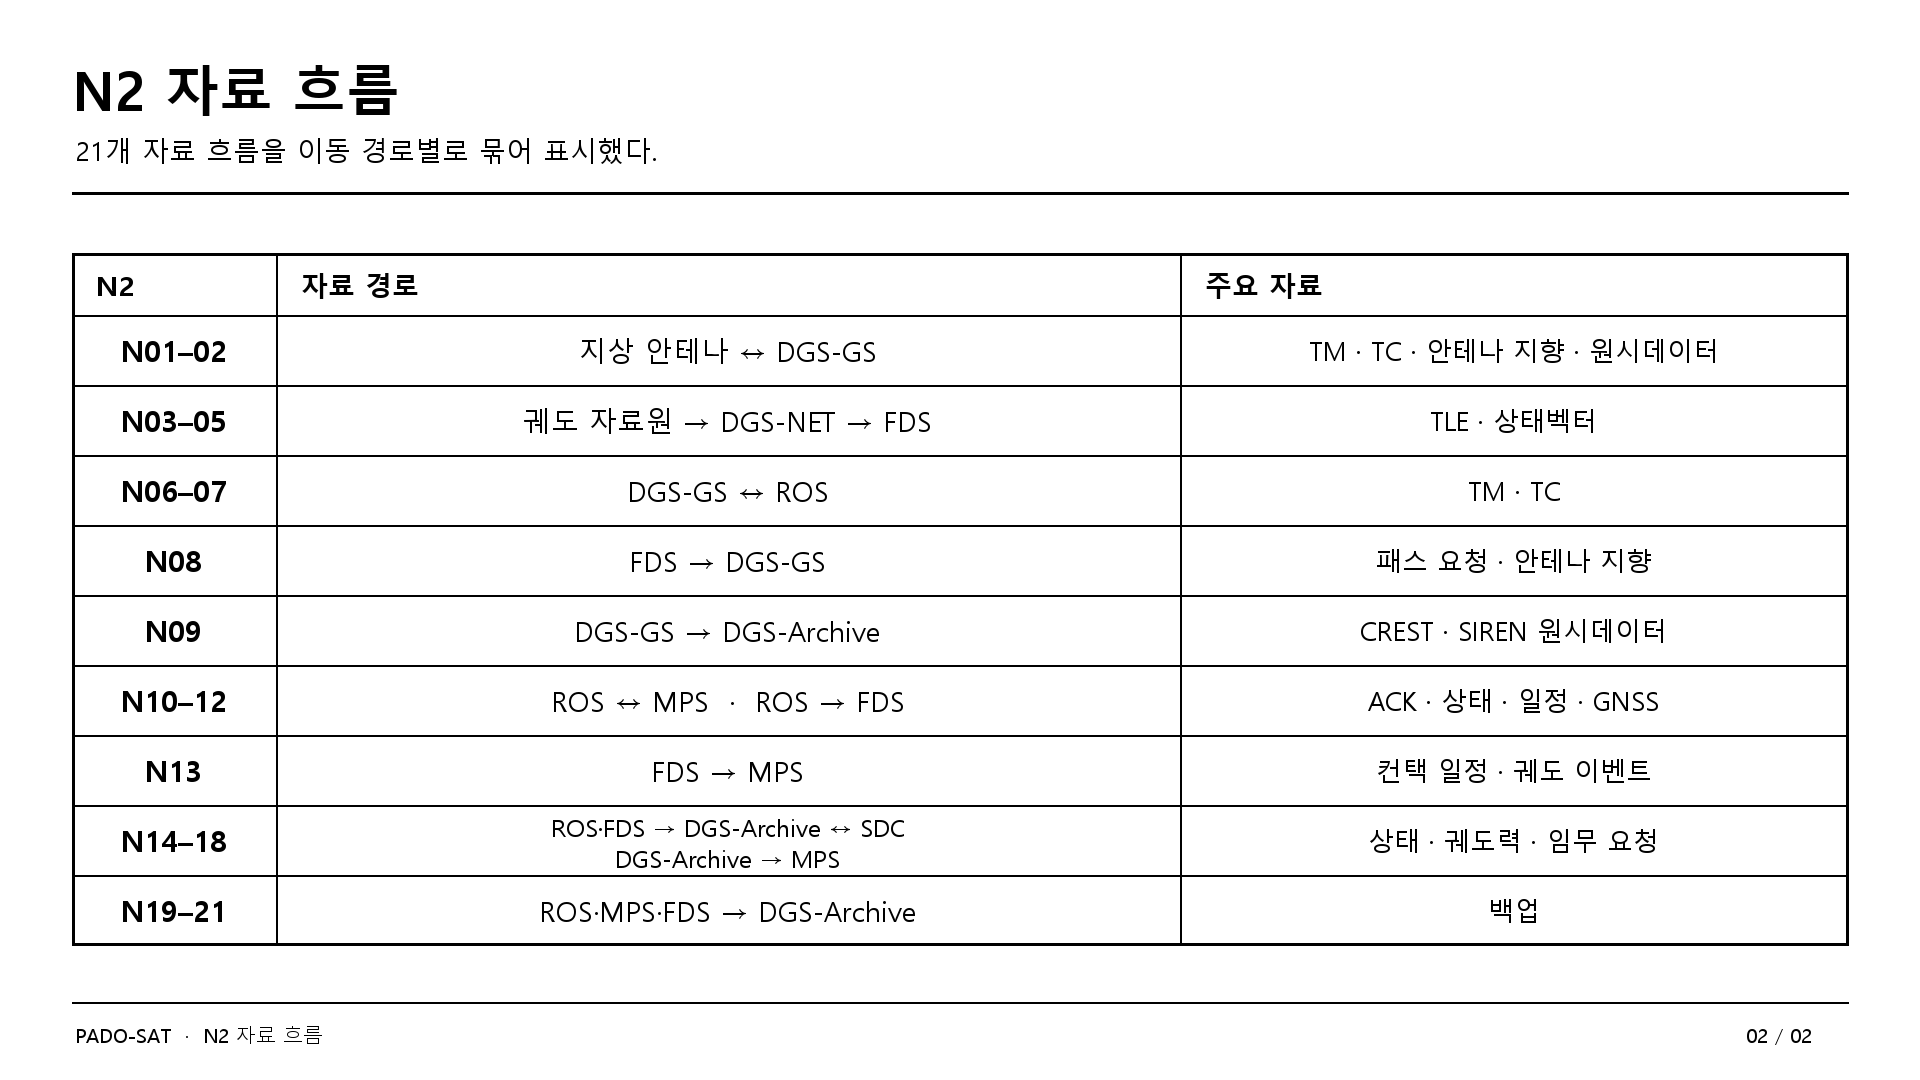 N2 자료 흐름
21개 자료 흐름을 이동 경로별로 묶어 표시했다.
N2 자료 경로 주요 자료
N01–02 지상 안테나 ↔ DGS-GS TM · TC · 안테나 지향 · 원시데이터
N03–05 궤도 자료원 → DGS-NET → FDS TLE · 상태벡터
N06–07 DGS-GS ↔ ROS TM · TC
N08 FDS → DGS-GS 패스 요청 · 안테나 지향
N09 DGS-GS → DGS-Archive CREST · SIREN 원시데이터
N10–12 ROS ↔ MPS · ROS → FDS ACK · 상태 · 일정 · GNSS
N13 FDS → MPS 컨택 일정 · 궤도 이벤트
N14–18 ROS·FDS → DGS-Archive ↔ SDC
DGS-Archive → MPS 상태 · 궤도력 · 임무 요청
N19–21 ROS·MPS·FDS → DGS-Archive 백업
PADO-SAT · N2 자료 흐름 02 / 02